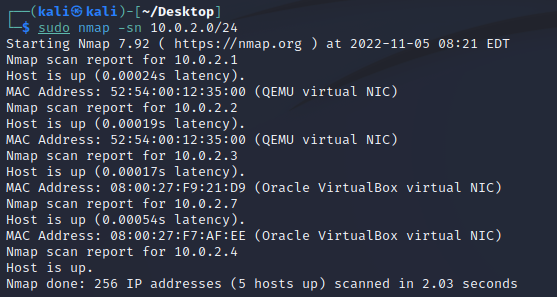 ┌──(kali㉿kali)-[~/Desktop]
└─$ sudo nmap -sn 10.0.2.0/24
Starting Nmap 7.92 ( https://nmap.org ) at 2022-11-05 08:21 EDT
Nmap scan report for 10.0.2.1
Host is up (0.00024s latency).
MAC Address: 52:54:00:12:35:00 (QEMU virtual NIC)
Nmap scan report for 10.0.2.2
Host is up (0.00019s latency).
MAC Address: 52:54:00:12:35:00 (QEMU virtual NIC)
Nmap scan report for 10.0.2.3
Host is up (0.00017s latency).
MAC Address: 08:00:27:F9:21:D9 (Oracle VirtualBox virtual NIC)
Nmap scan report for 10.0.2.7
Host is up (0.00054s latency).
MAC Address: 08:00:27:F7:AF:EE (Oracle VirtualBox virtual NIC)
Nmap scan report for 10.0.2.4
Host is up.
Nmap done: 256 IP addresses (5 hosts up) scanned in 2.03 seconds